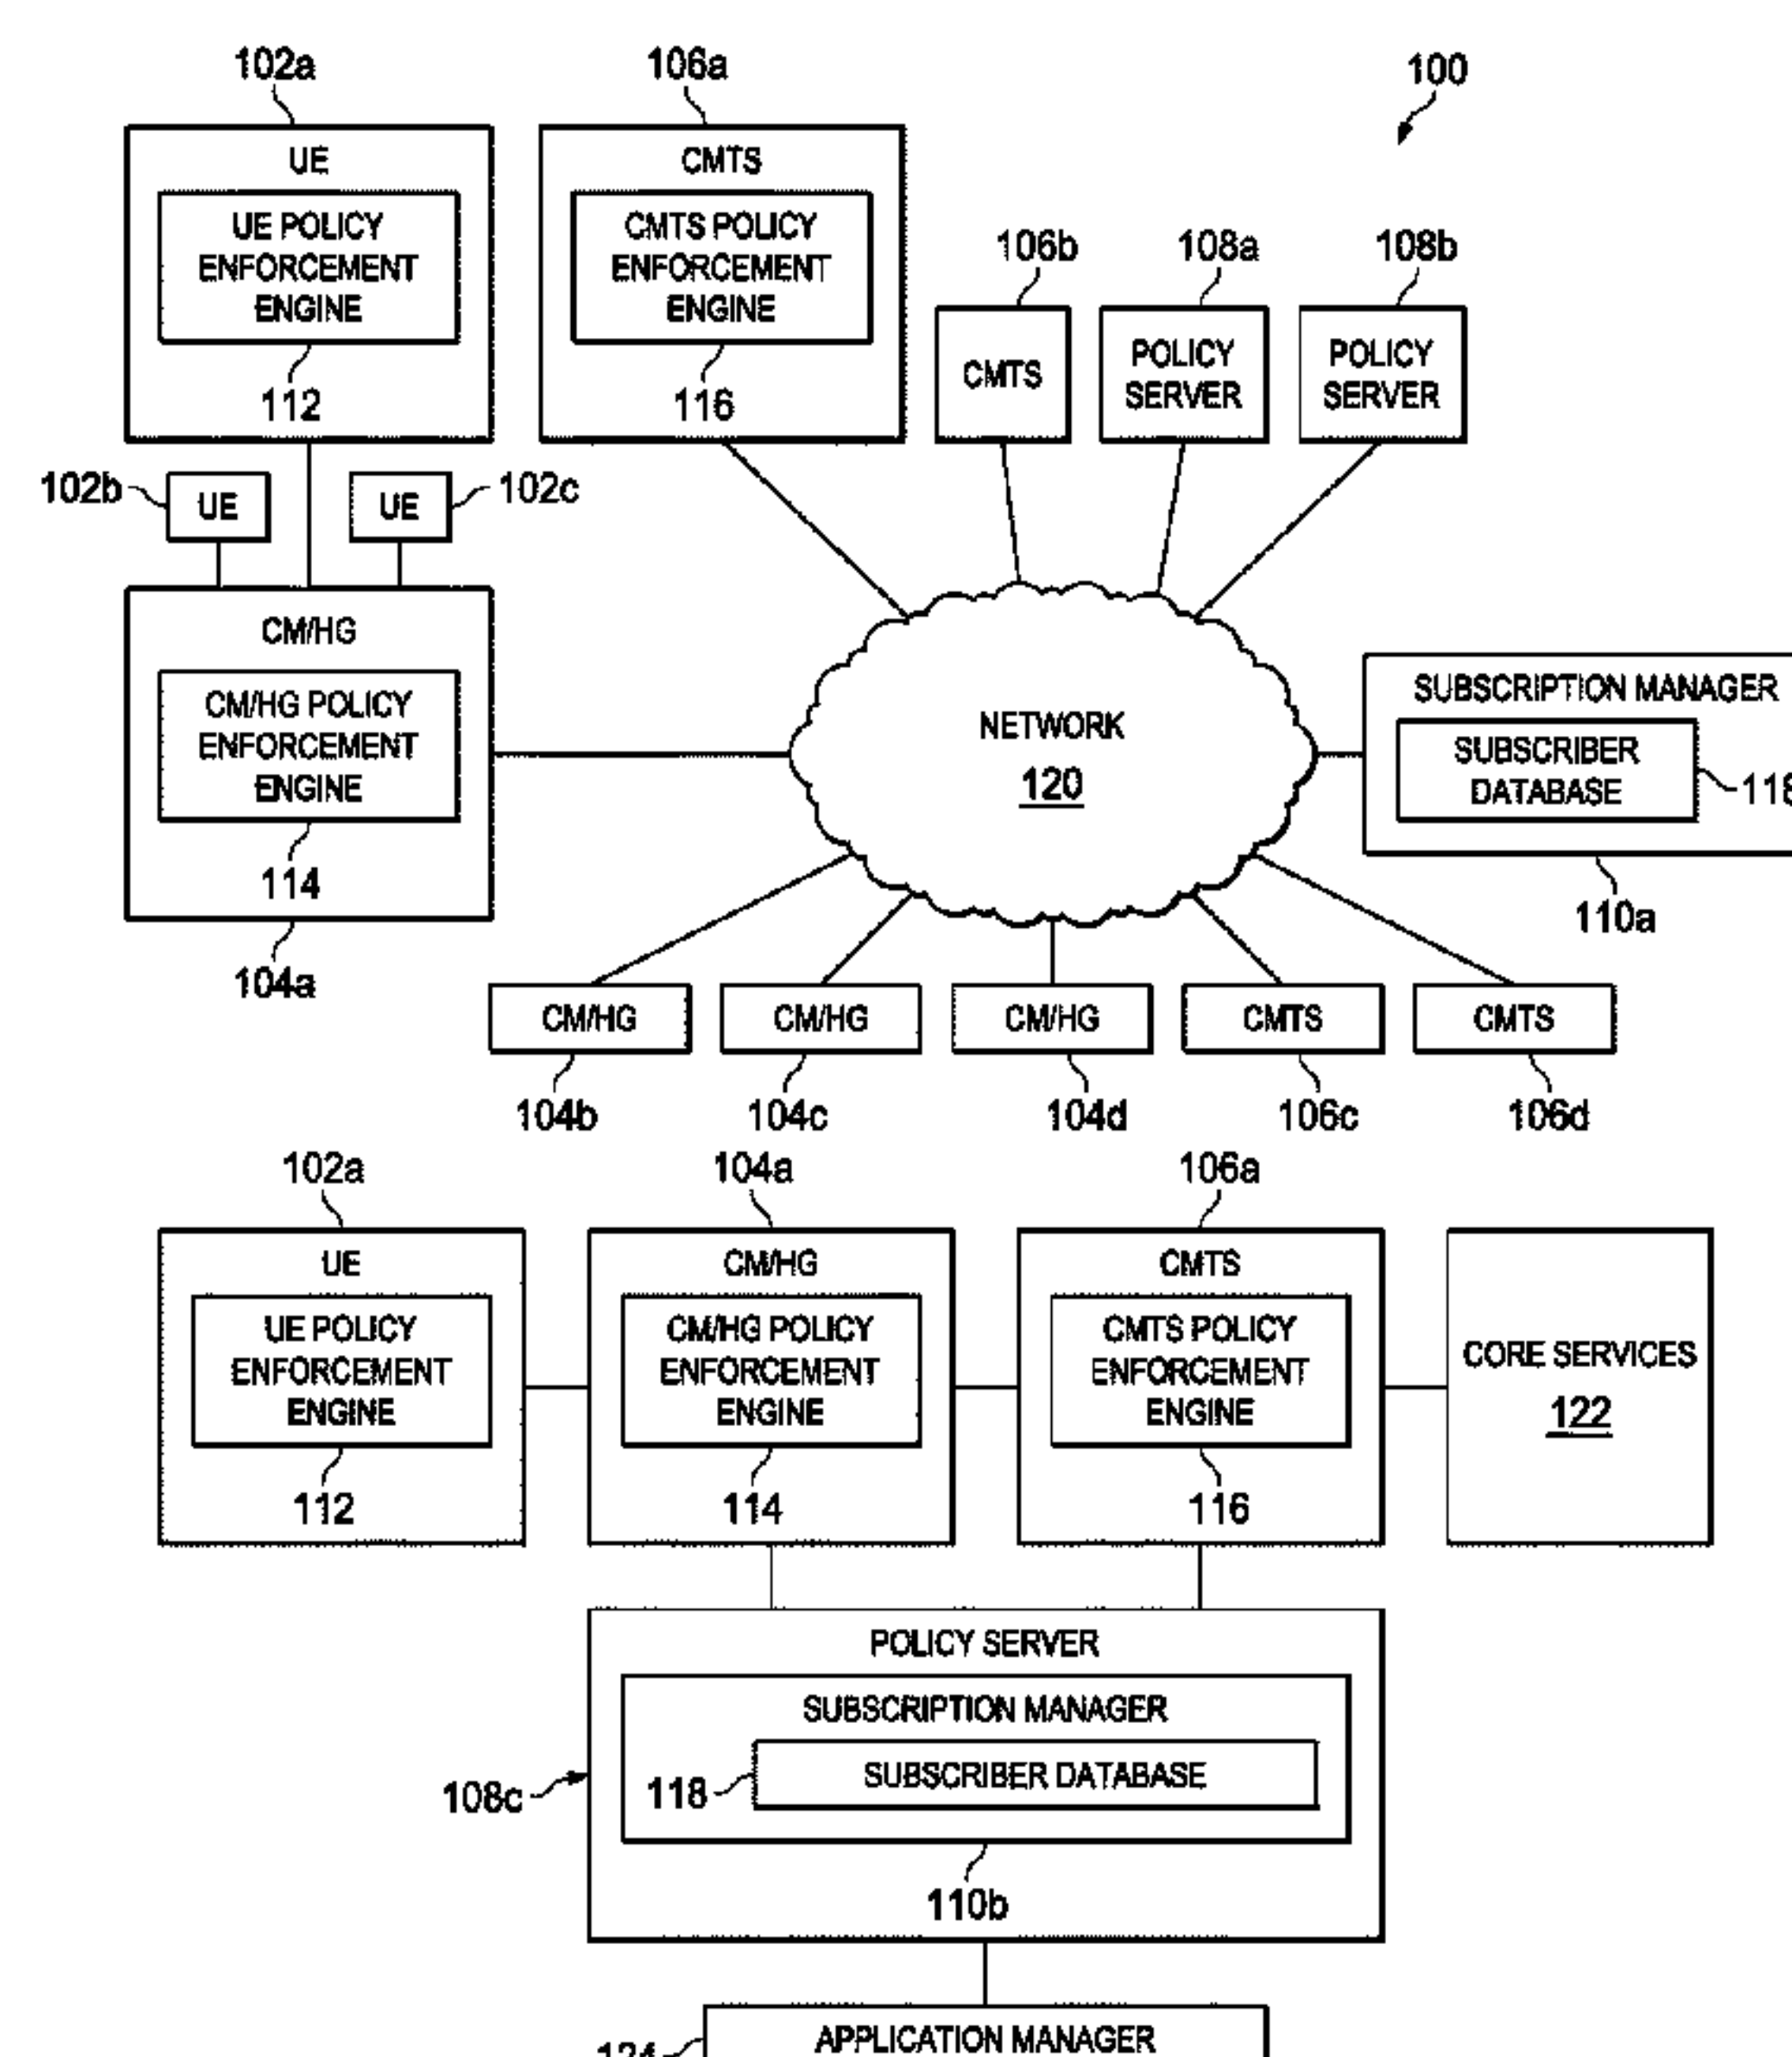 102a
106a
100
UE
CMTS
UE POLICY
ENFORCEMENT
ENGINE
CMTS POLICY
ENFORCEMENT
ENGINE
106b
108a
108b
CMTS
POLICY
SERVER
POLICY
SERVER
112
116
102b
UE
UE
102c
CM/HG
CM/HG POLICY
ENFORCEMENT
ENGINE
NETWORK
120
SUBSCRIPTION MANAGER
SUBSCRIBER
DATABASE
118
114
110a
104a
CM/HG
CM/HG
CM/HG
CMTS
CMTS
104b
104c
104d
106c
106d
102a
104a
106a
UE
CM/HG
CMTS
UE POLICY
ENFORCEMENT
ENGINE
CM/HG POLICY
ENFORCEMENT
ENGINE
CMTS POLICY
ENFORCEMENT
ENGINE
CORE SERVICES
122
112
114
116
POLICY SERVER
SUBSCRIPTION MANAGER
SUBSCRIBER DATABASE
118
108c
110b
APPLICATION MANAGER
124